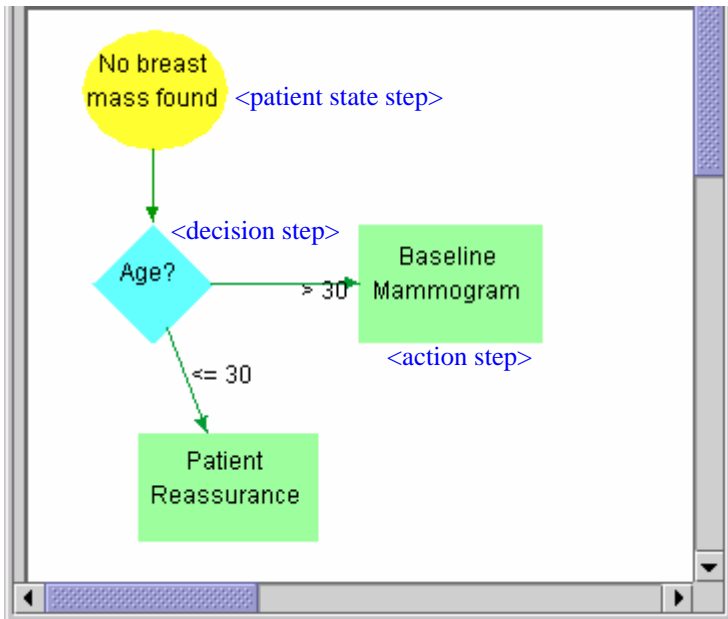 No breast
mass found
<patient state step>
<decision step>
Age?
> 30
Baseline
Mammogram
<action step>
<= 30
Patient
Reassurance